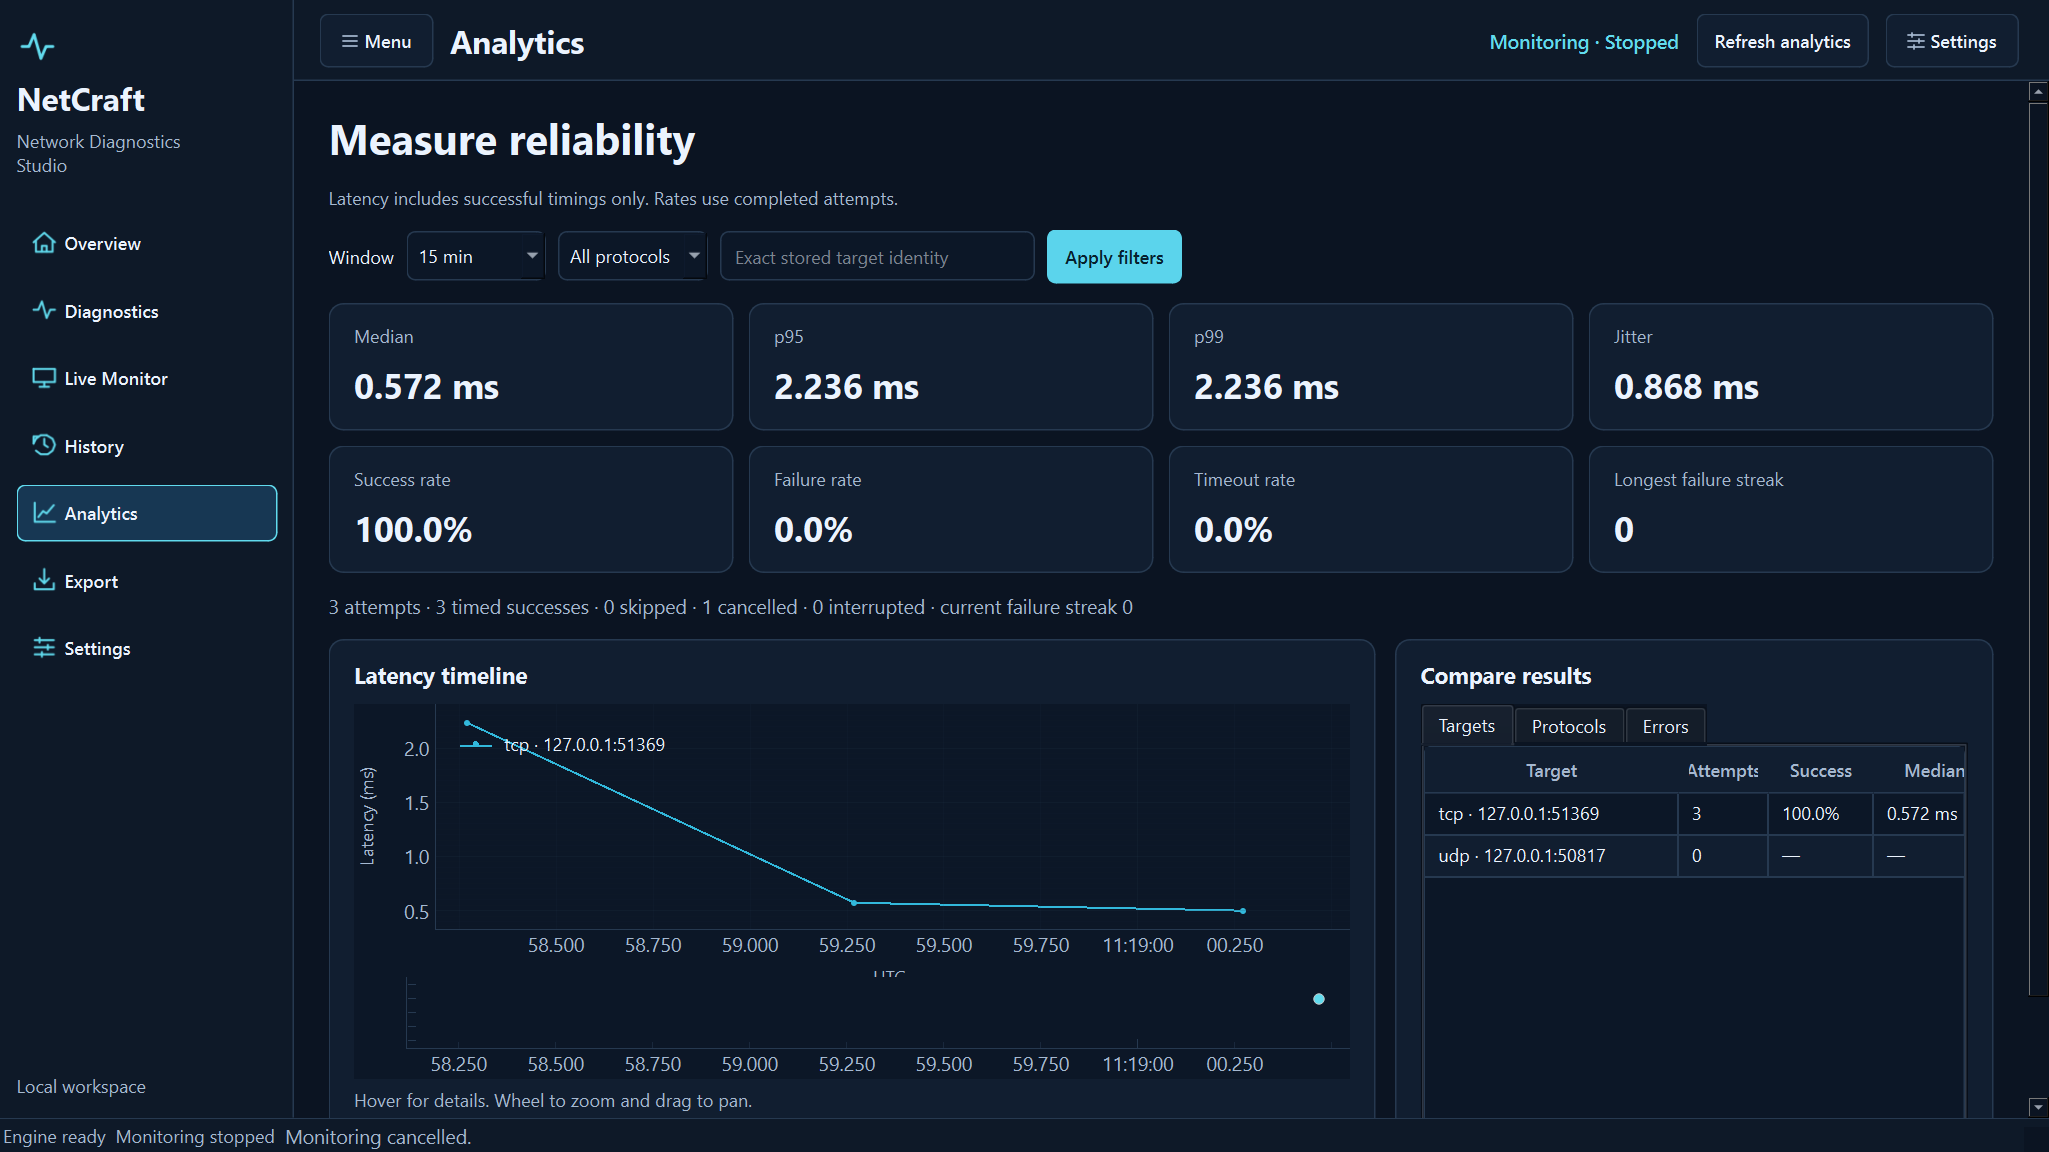 Menu
Analytics
Monitoring · Stopped
Refresh analytics
Settings
NetCraft
Network Diagnostics
Studio
Overview
Diagnostics
Live Monitor
History
Analytics
Export
Settings
Local workspace
Measure reliability
Latency includes successful timings only. Rates use completed attempts.
Window
15 min
All protocols
Exact stored target identity
Apply filters
Median
0.572 ms
p95
2.236 ms
p99
2.236 ms
Jitter
0.868 ms
Success rate
100.0%
Failure rate
0.0%
Timeout rate
0.0%
Longest failure streak
0
3 attempts · 3 timed successes · 0 skipped · 1 cancelled · 0 interrupted · current failure streak 0
Latency timeline
tcp · 127.0.0.1:51369
Latency (ms)
2.0
1.5
1.0
0.5
58.500 58.750 59.000 59.250 59.500 59.750 11:19:00 00.250
UTC
58.250 58.500 58.750 59.000 59.250 59.500 59.750 11:19:00 00.250
Hover for details. Wheel to zoom and drag to pan.
Compare results
Targets Protocols Errors
Target Attempts Success Median
tcp · 127.0.0.1:51369 3 100.0% 0.572 ms
udp · 127.0.0.1:50817 0 — —
Engine ready Monitoring stopped Monitoring cancelled.